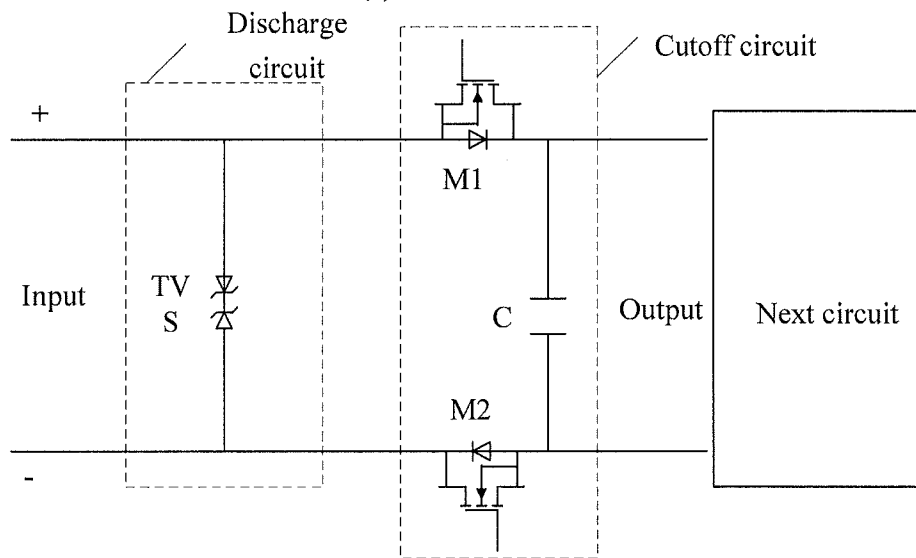 Discharge
circuit
Cutoff circuit
+
M1
Input
TV
S
C
Output
Next circuit
M2
-